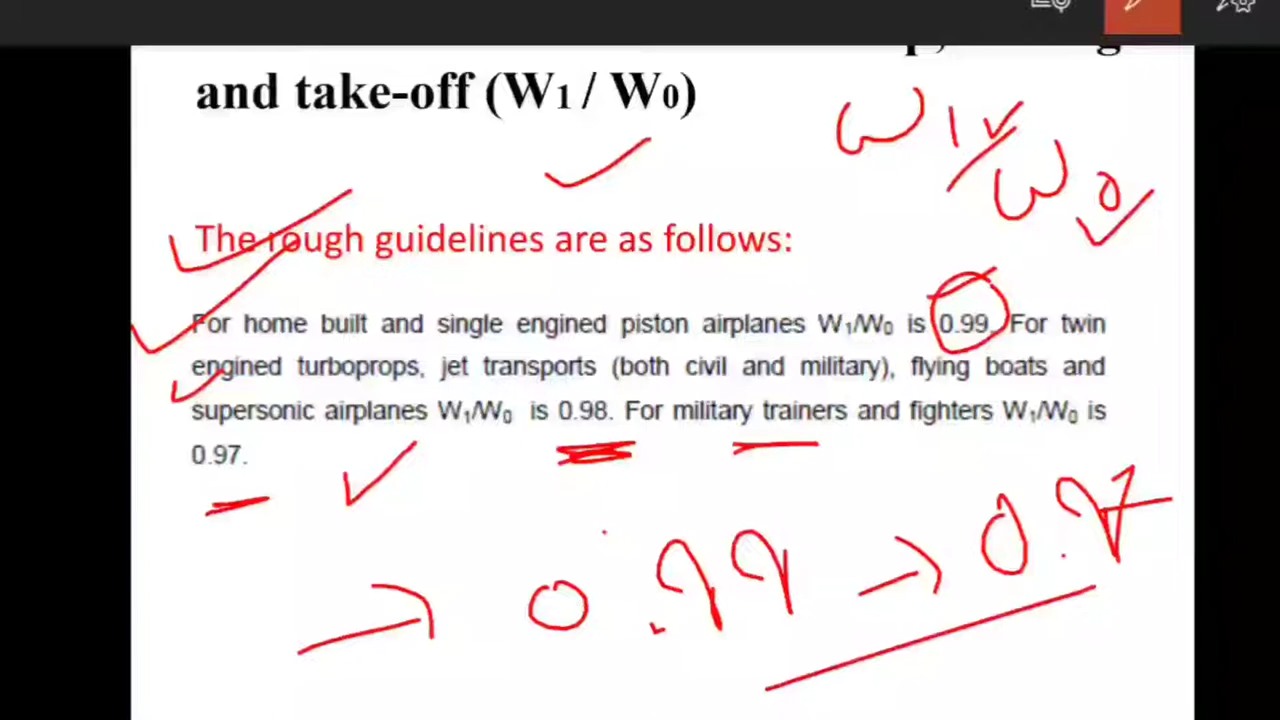 and take-off (W1 / W0)
W1/W0
The rough guidelines are as follows:
For home built and single engined piston airplanes W1/W0 is 0.99. For twin
engined turboprops, jet transports (both civil and military), flying boats and
supersonic airplanes W1/W0 is 0.98. For military trainers and fighters W1/W0 is
0.97.
→ 0.99 → 0.97